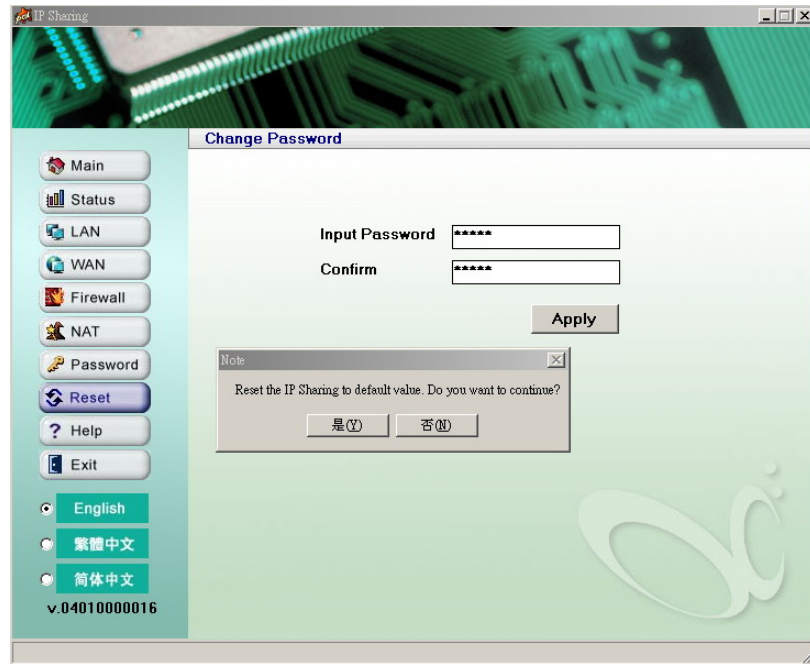 IP Sharing
Change Password
Main
Status
LAN
WAN
Firewall
NAT
Password
Reset
Help
Exit
English
繁體中文
简体中文
v.04010000016
Input Password *****
Confirm *****
Apply
Note
Reset the IP Sharing to default value. Do you want to continue?
是(Y) 否(N)